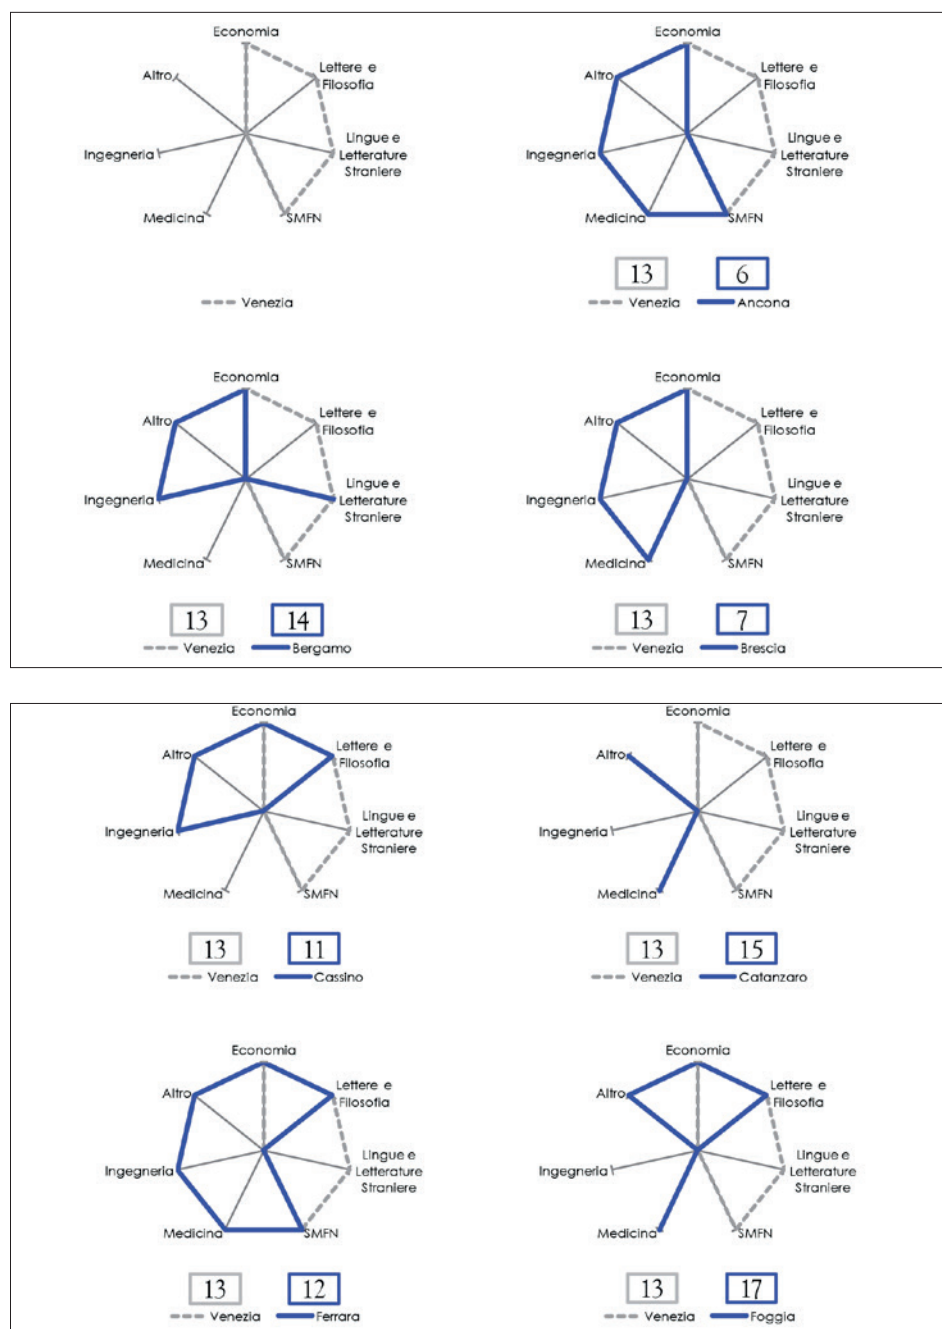 Economia
Lettere e
Filosofia
Altro
Lingue e
Letterature
Straniere
Ingegneria
Medicina
SMFN
Venezia
Economia
Lettere e
Filosofia
Altro
Lingue e
Letterature
Straniere
Ingegneria
Medicina
SMFN
13 6
Venezia Ancona
Economia
Lettere e
Filosofia
Altro
Lingue e
Letterature
Straniere
Ingegneria
Medicina
SMFN
13 14
Venezia Bergamo
Economia
Lettere e
Filosofia
Altro
Lingue e
Letterature
Straniere
Ingegneria
Medicina
SMFN
13 7
Venezia Brescia
Economia
Lettere e
Filosofia
Altro
Lingue e
Letterature
Straniere
Ingegneria
Medicina
SMFN
13 11
Venezia Cassino
Economia
Lettere e
Filosofia
Altro
Lingue e
Letterature
Straniere
Ingegneria
Medicina
SMFN
13 15
Venezia Catanzaro
Economia
Lettere e
Filosofia
Altro
Lingue e
Letterature
Straniere
Ingegneria
Medicina
SMFN
13 12
Venezia Ferrara
Economia
Lettere e
Filosofia
Altro
Lingue e
Letterature
Straniere
Ingegneria
Medicina
SMFN
13 17
Venezia Foggia